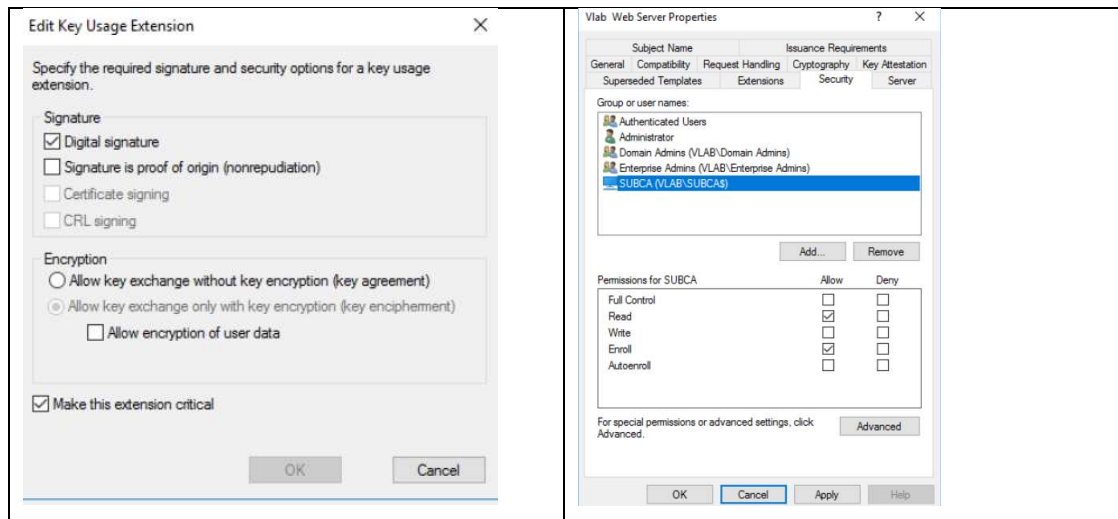 Edit Key Usage Extension
Specify the required signature and security options for a key usage
extension.
Signature
Digital signature
Signature is proof of origin (nonrepudiation)
Certificate signing
CRL signing
Encryption
Allow key exchange without key encryption (key agreement)
Allow key exchange only with key encryption (key encipherment)
Allow encryption of user data
Make this extension critical
OK Cancel
Vlab Web Server Properties ?
Subject Name Issuance Requirements
General Compatibility Request Handling Cryptography Key Attestation
Superseded Templates Extensions Security Server
Group or user names:
Authenticated Users
Administrator
Domain Admins (VLAB\Domain Admins)
Enterprise Admins (VLAB\Enterprise Admins)
SUBCA (VLAB\SUBCA$)
Add... Remove
Permissions for SUBCA Allow Deny
Full Control
Read
Write
Enroll
Autoenroll
For special permissions or advanced settings, click
Advanced. Advanced
OK Cancel Apply Help